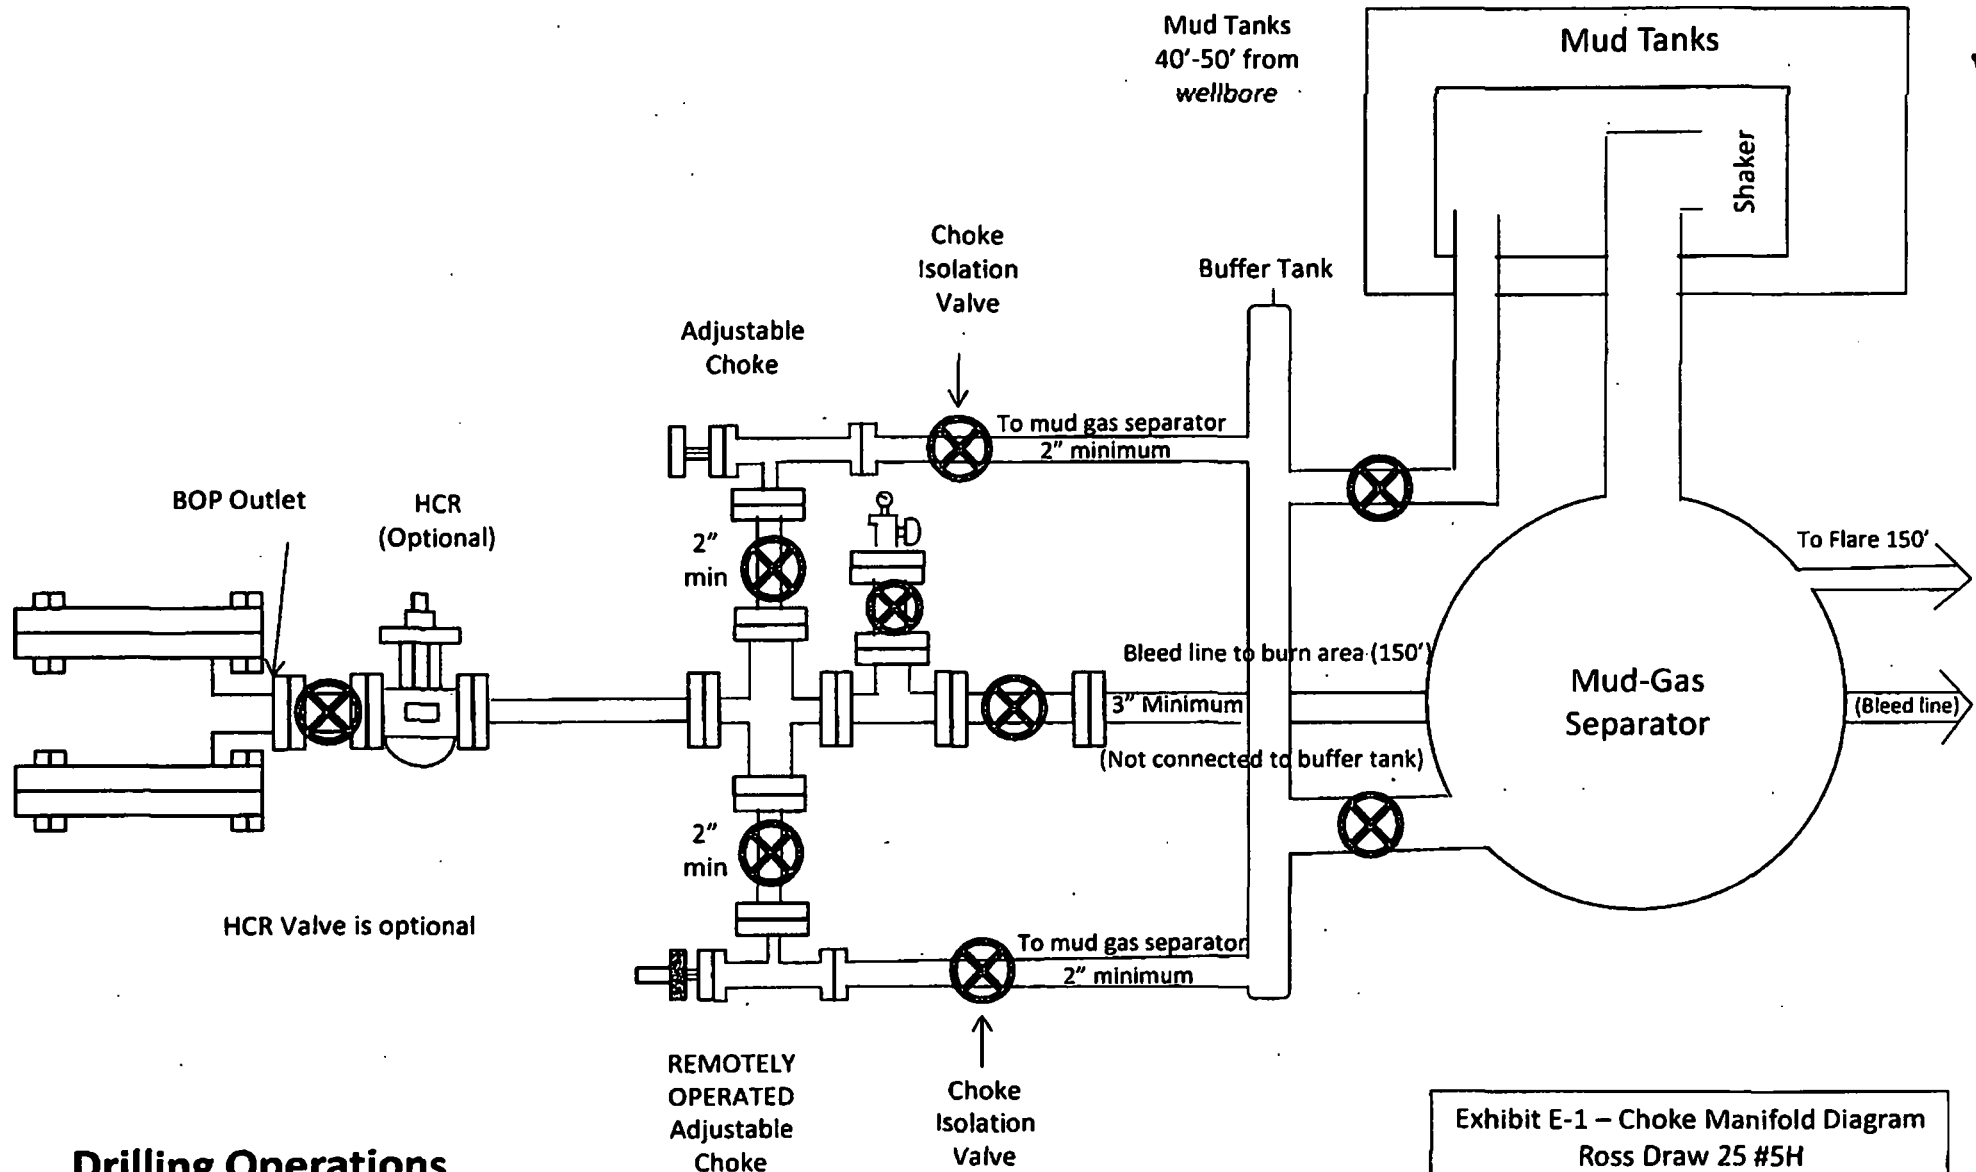 Mud Tanks
40'-50' from
wellbore
Mud Tanks
Shaker
Choke
Isolation
Valve
Buffer Tank
Adjustable
Choke
To mud gas separator
2" minimum
BOP Outlet
HCR
(Optional)
2"
min
To Flare 150'
Bleed line to burn area (150')
3" Minimum
(Not connected to buffer tank)
Mud-Gas
Separator
(Bleed line)
2"
min
HCR Valve is optional
To mud gas separator
2" minimum
REMOTELY
OPERATED
Adjustable
Choke
Choke
Isolation
Valve
Exhibit E-1 – Choke Manifold Diagram
Ross Draw 25 #5H
Drilling Operations